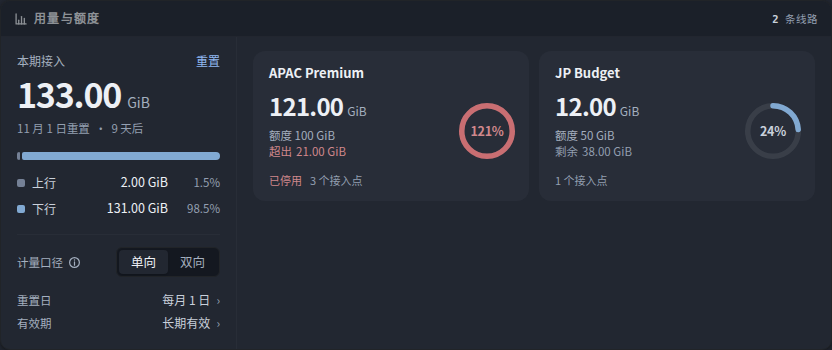 用量与额度
2 条线路
本期接入 重置
133.00 GiB
11 月 1 日重置 • 9 天后
上行 2.00 GiB 1.5%
下行 131.00 GiB 98.5%
计量口径 单向 双向
重置日 每月 1 日 ›
有效期 长期有效 ›
APAC Premium
121.00 GiB
额度 100 GiB
超出 21.00 GiB
121%
已停用 3 个接入点
JP Budget
12.00 GiB
额度 50 GiB
剩余 38.00 GiB
24%
1 个接入点